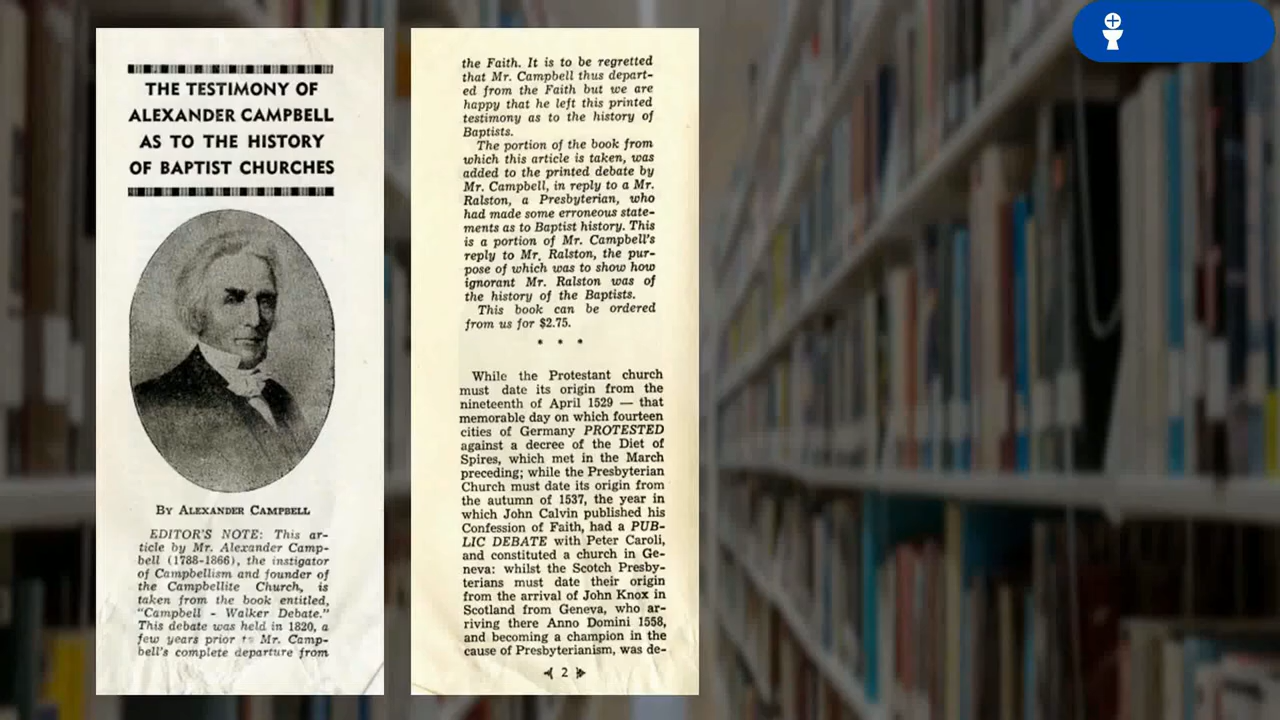 THE TESTIMONY OF
ALEXANDER CAMPBELL
AS TO THE HISTORY
OF BAPTIST CHURCHES
BY ALEXANDER CAMPBELL
EDITOR'S NOTE: This ar-
ticle by Mr. Alexander Camp-
bell (1788-1866), the instigator
of Campbellism and founder of
the Campbellite Church, is
taken from the book entitled,
"Campbell - Walker Debate."
This debate was held in 1820, a
few years prior to Mr. Camp-
bell's complete departure from
the Faith. It is to be regretted
that Mr. Campbell thus depart-
ed from the Faith but we are
happy that he left this printed
testimony as to the history of
Baptists.
The portion of the book from
which this article is taken, was
added to the printed debate by
Mr. Campbell, in reply to a Mr.
Ralston, a Presbyterian, who
had made some erroneous state-
ments as to Baptist history. This
is a portion of Mr. Campbell's
reply to Mr. Ralston, the pur-
pose of which was to show how
ignorant Mr. Ralston was of
the history of the Baptists.
This book can be ordered
from us for $2.75.
* * *
While the Protestant church
must date its origin from the
nineteenth of April 1529 — that
memorable day on which fourteen
cities of Germany PROTESTED
against a decree of the Diet of
Spires, which met in the March
preceding; while the Presbyterian
Church must date its origin from
the autumn of 1537, the year in
which John Calvin published his
Confession of Faith, had a PUB-
LIC DEBATE with Peter Caroli,
and constituted a church in Ge-
neva: whilst the Scotch Presby-
terians must date their origin
from the arrival of John Knox in
Scotland from Geneva, who ar-
riving there Anno Domini 1558,
and becoming a champion in the
cause of Presbyterianism, was de-
2